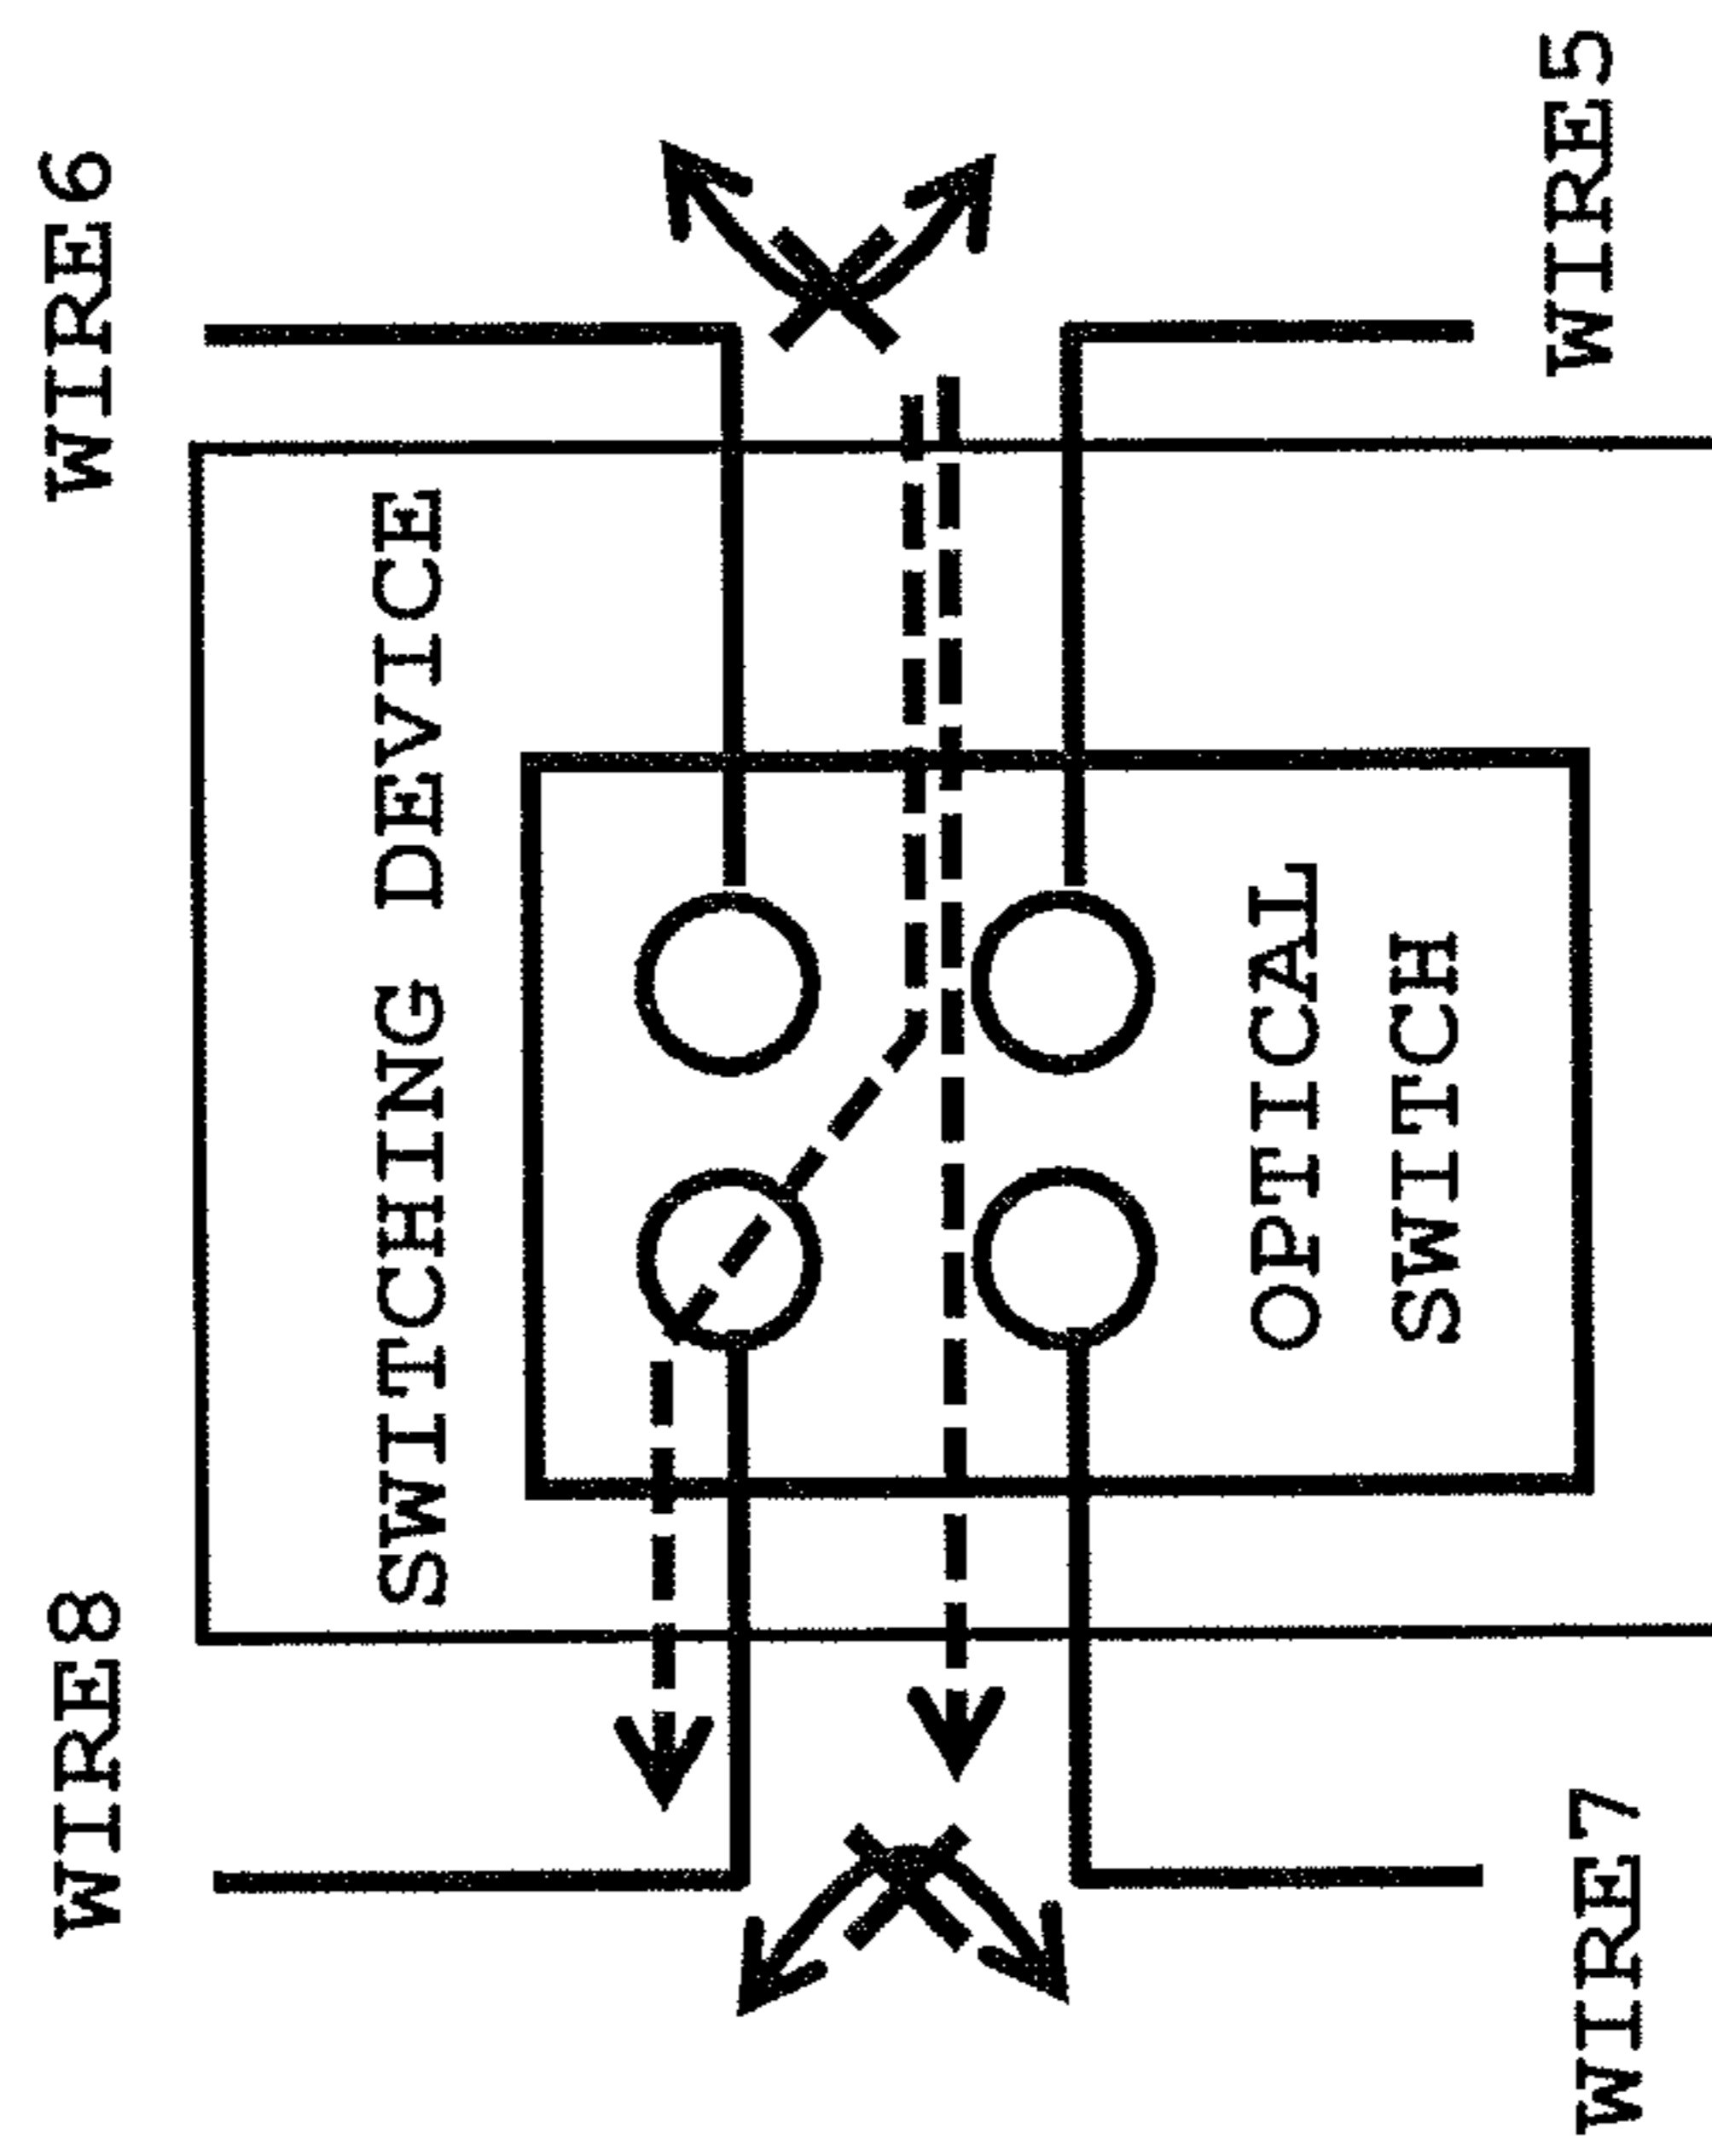 WIRE6
WIRE8
SWITCHING DEVICE
OPTICAL
SWITCH
WIRE5
WIRE7